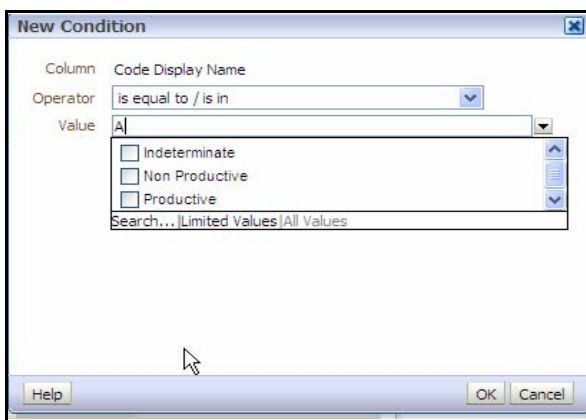 New Condition
Column Code Display Name
Operator is equal to / is in
Value A
Indeterminate
Non Productive
Productive
Search...|Limited Values|All Values
Help OK Cancel